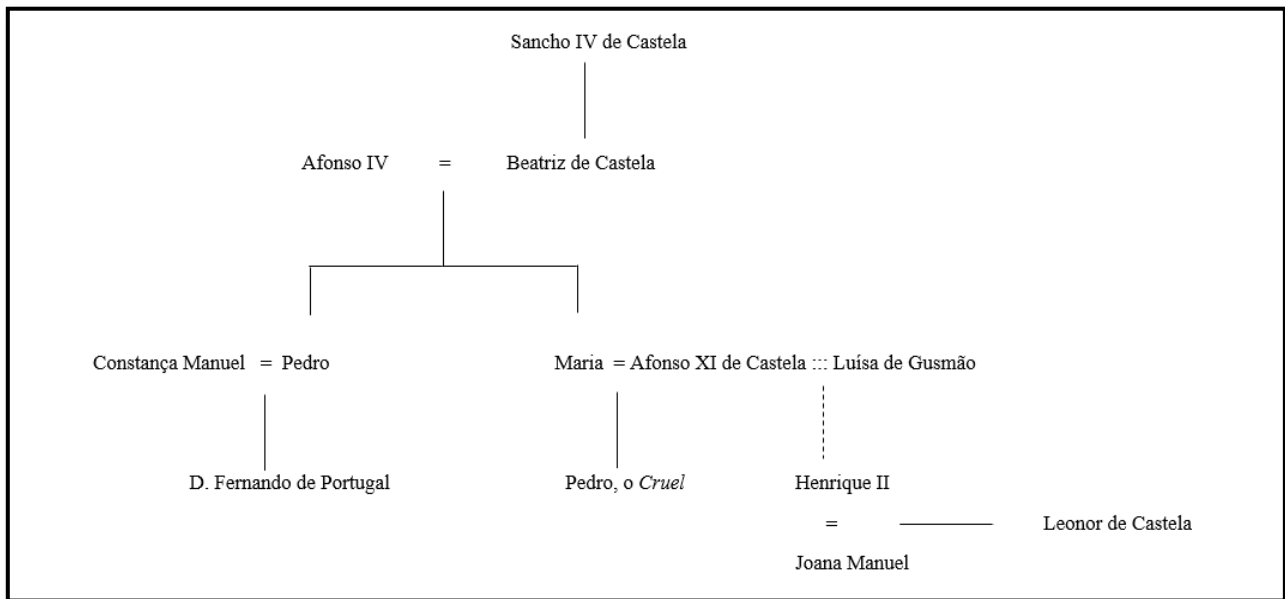 Sancho IV de Castela
Afonso IV = Beatriz de Castela
Constança Manuel = Pedro Maria = Afonso XI de Castela ::: Luísa de Gusmão
D. Fernando de Portugal Pedro, o Cruel Henrique II
= Leonor de Castela
Joana Manuel